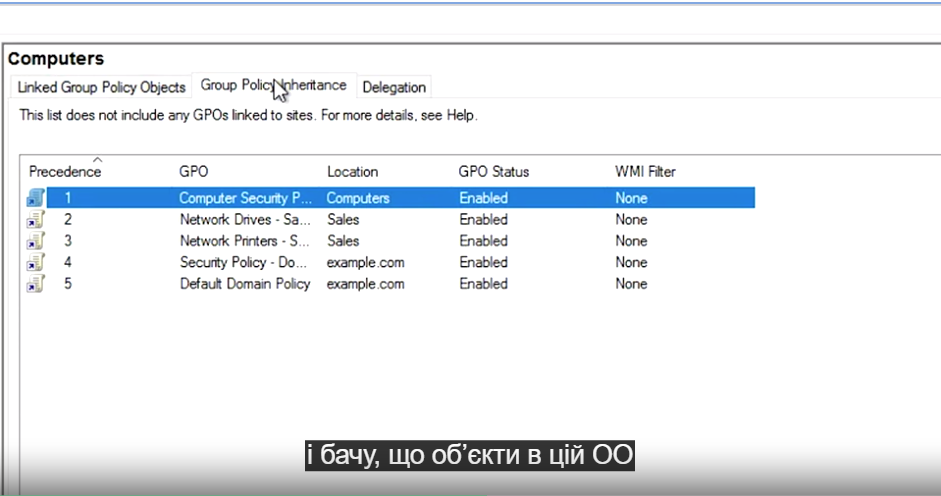 Computers
Linked Group Policy Objects Group Policy Inheritance Delegation
This list does not include any GPOs linked to sites. For more details, see Help.
Precedence GPO Location GPO Status WMI Filter
1 Computer Security P... Computers Enabled None
2 Network Drives - Sa... Sales Enabled None
3 Network Printers - S... Sales Enabled None
4 Security Policy - Do... example.com Enabled None
5 Default Domain Policy example.com Enabled None
і бачу, що об’єкти в цій ОО